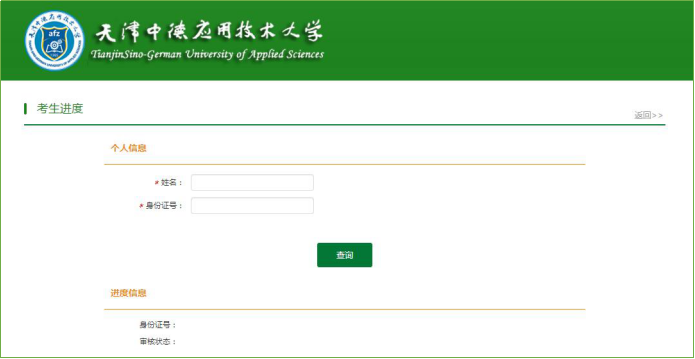 afz
天津中德应用技术大学
TianjinSino-German University of Applied Sciences
考生进度
返回>>
个人信息
* 姓名：
* 身份证号：
查询
进度信息
身份证号：
审核状态：